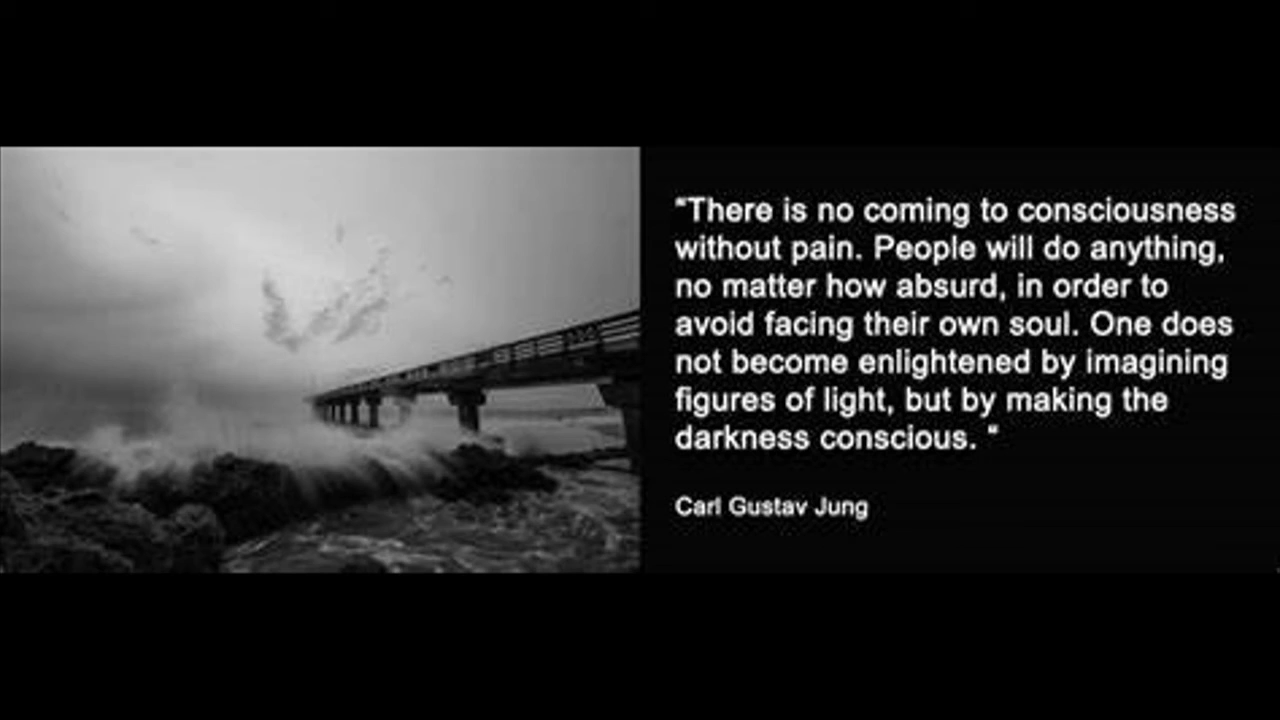 "There is no coming to consciousness
without pain. People will do anything,
no matter how absurd, in order to
avoid facing their own soul. One does
not become enlightened by imagining
figures of light, but by making the
darkness conscious. "
Carl Gustav Jung